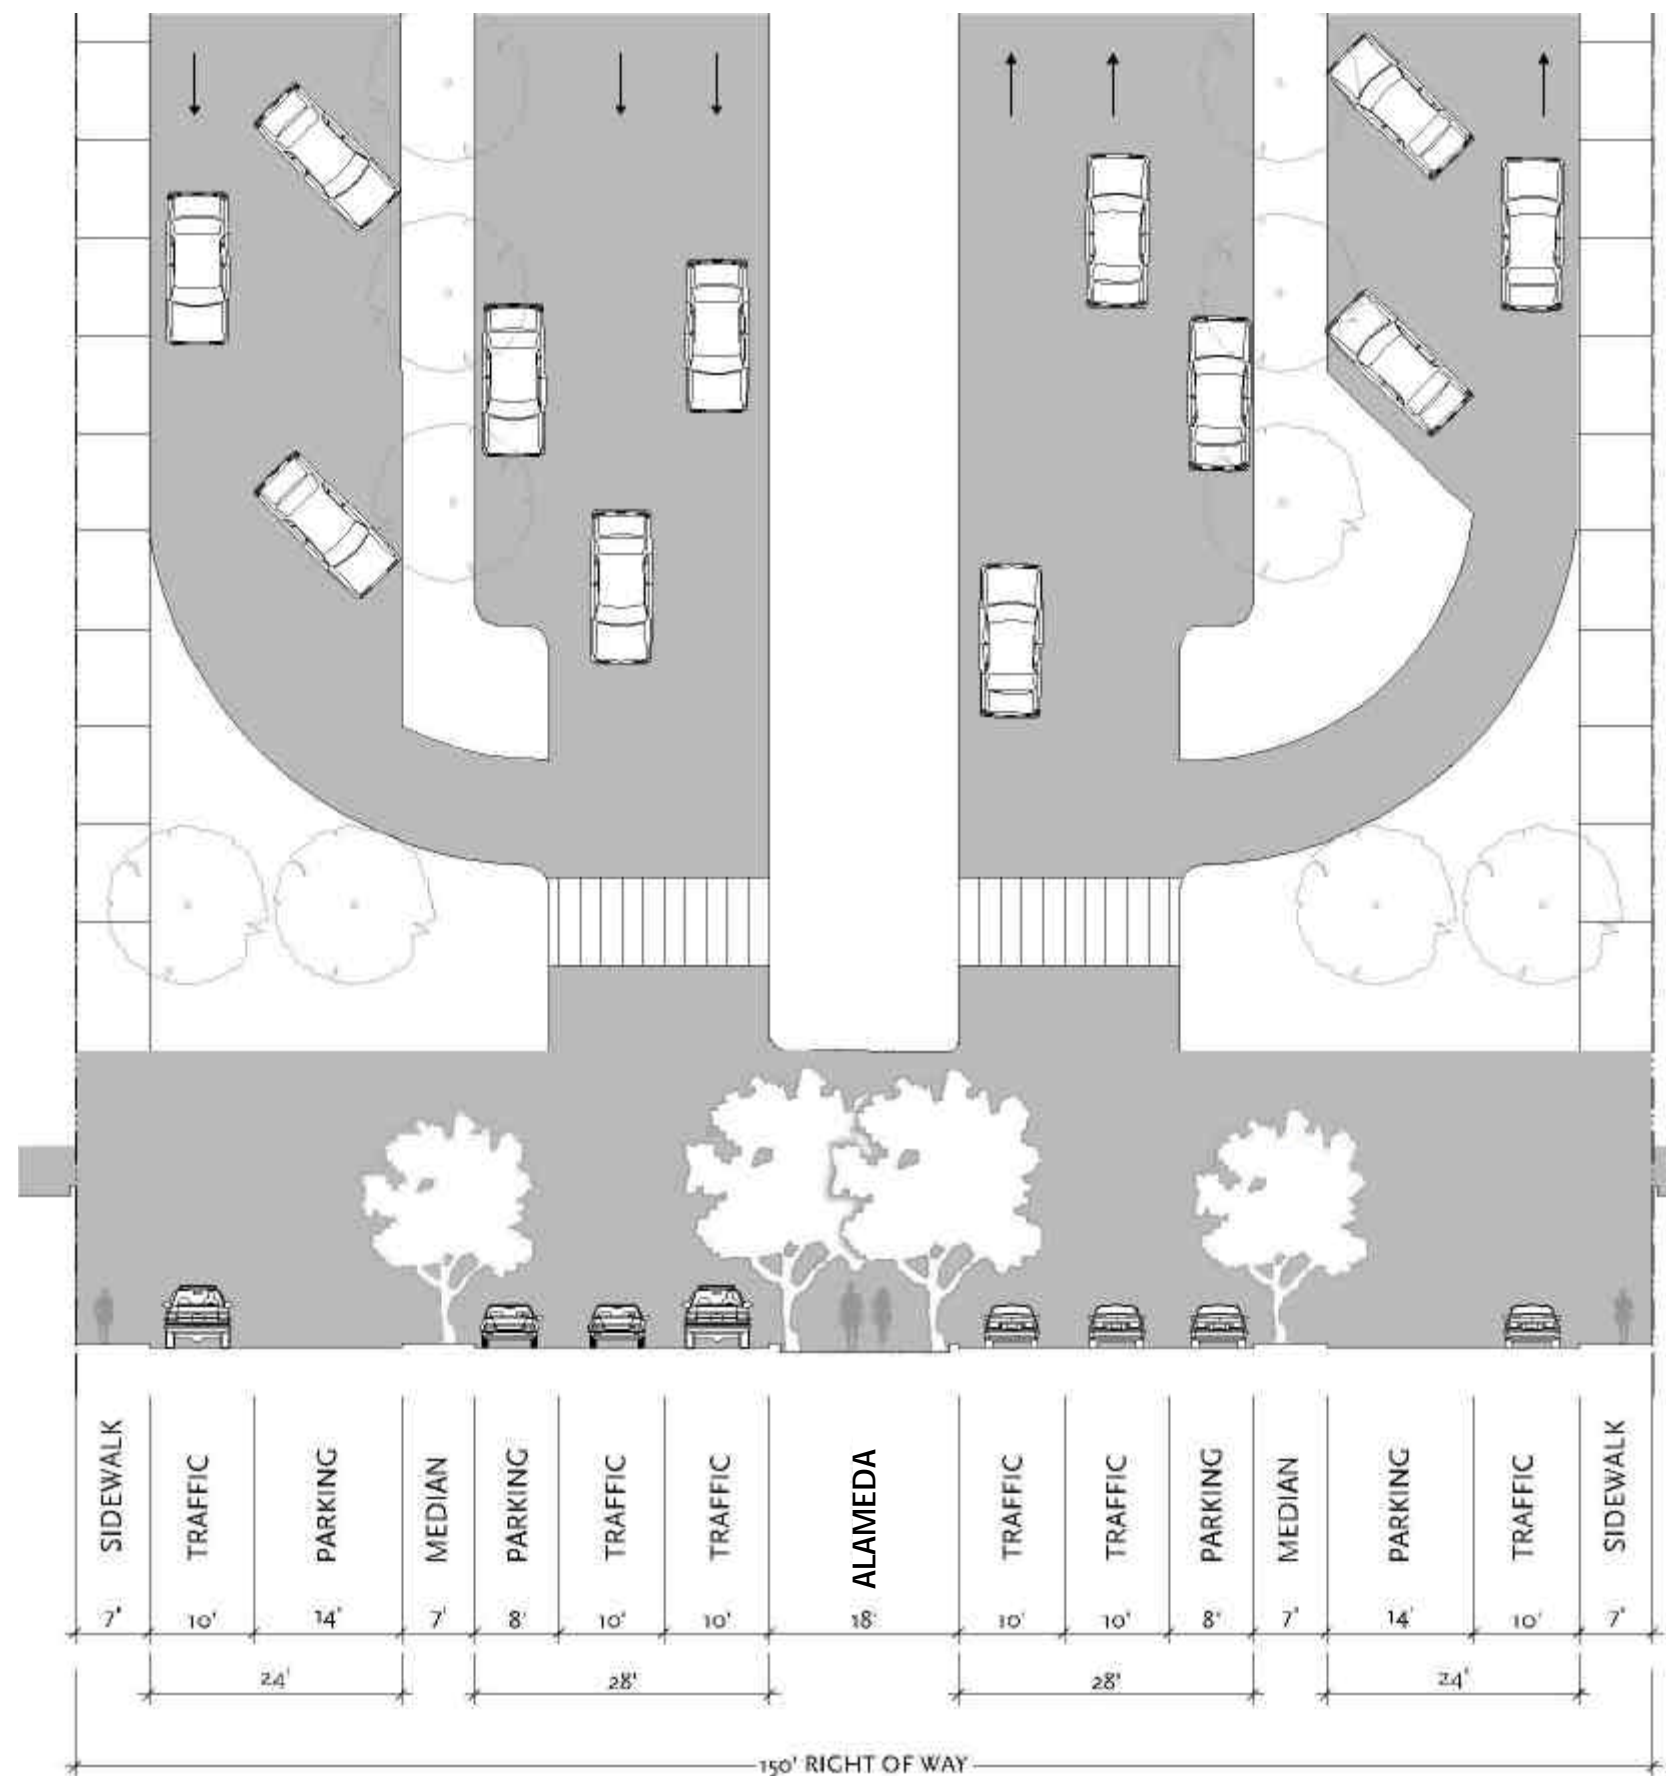 SIDEWALK
TRAFFIC
PARKING
MEDIAN
PARKING
TRAFFIC
TRAFFIC
ALAMEDA
TRAFFIC
TRAFFIC
PARKING
MEDIAN
PARKING
TRAFFIC
SIDEWALK
7' 10' 14' 7' 8' 10' 10' 18' 10' 10' 8' 7' 14' 10' 7'
24' 28' 28' 24'
150' RIGHT OF WAY